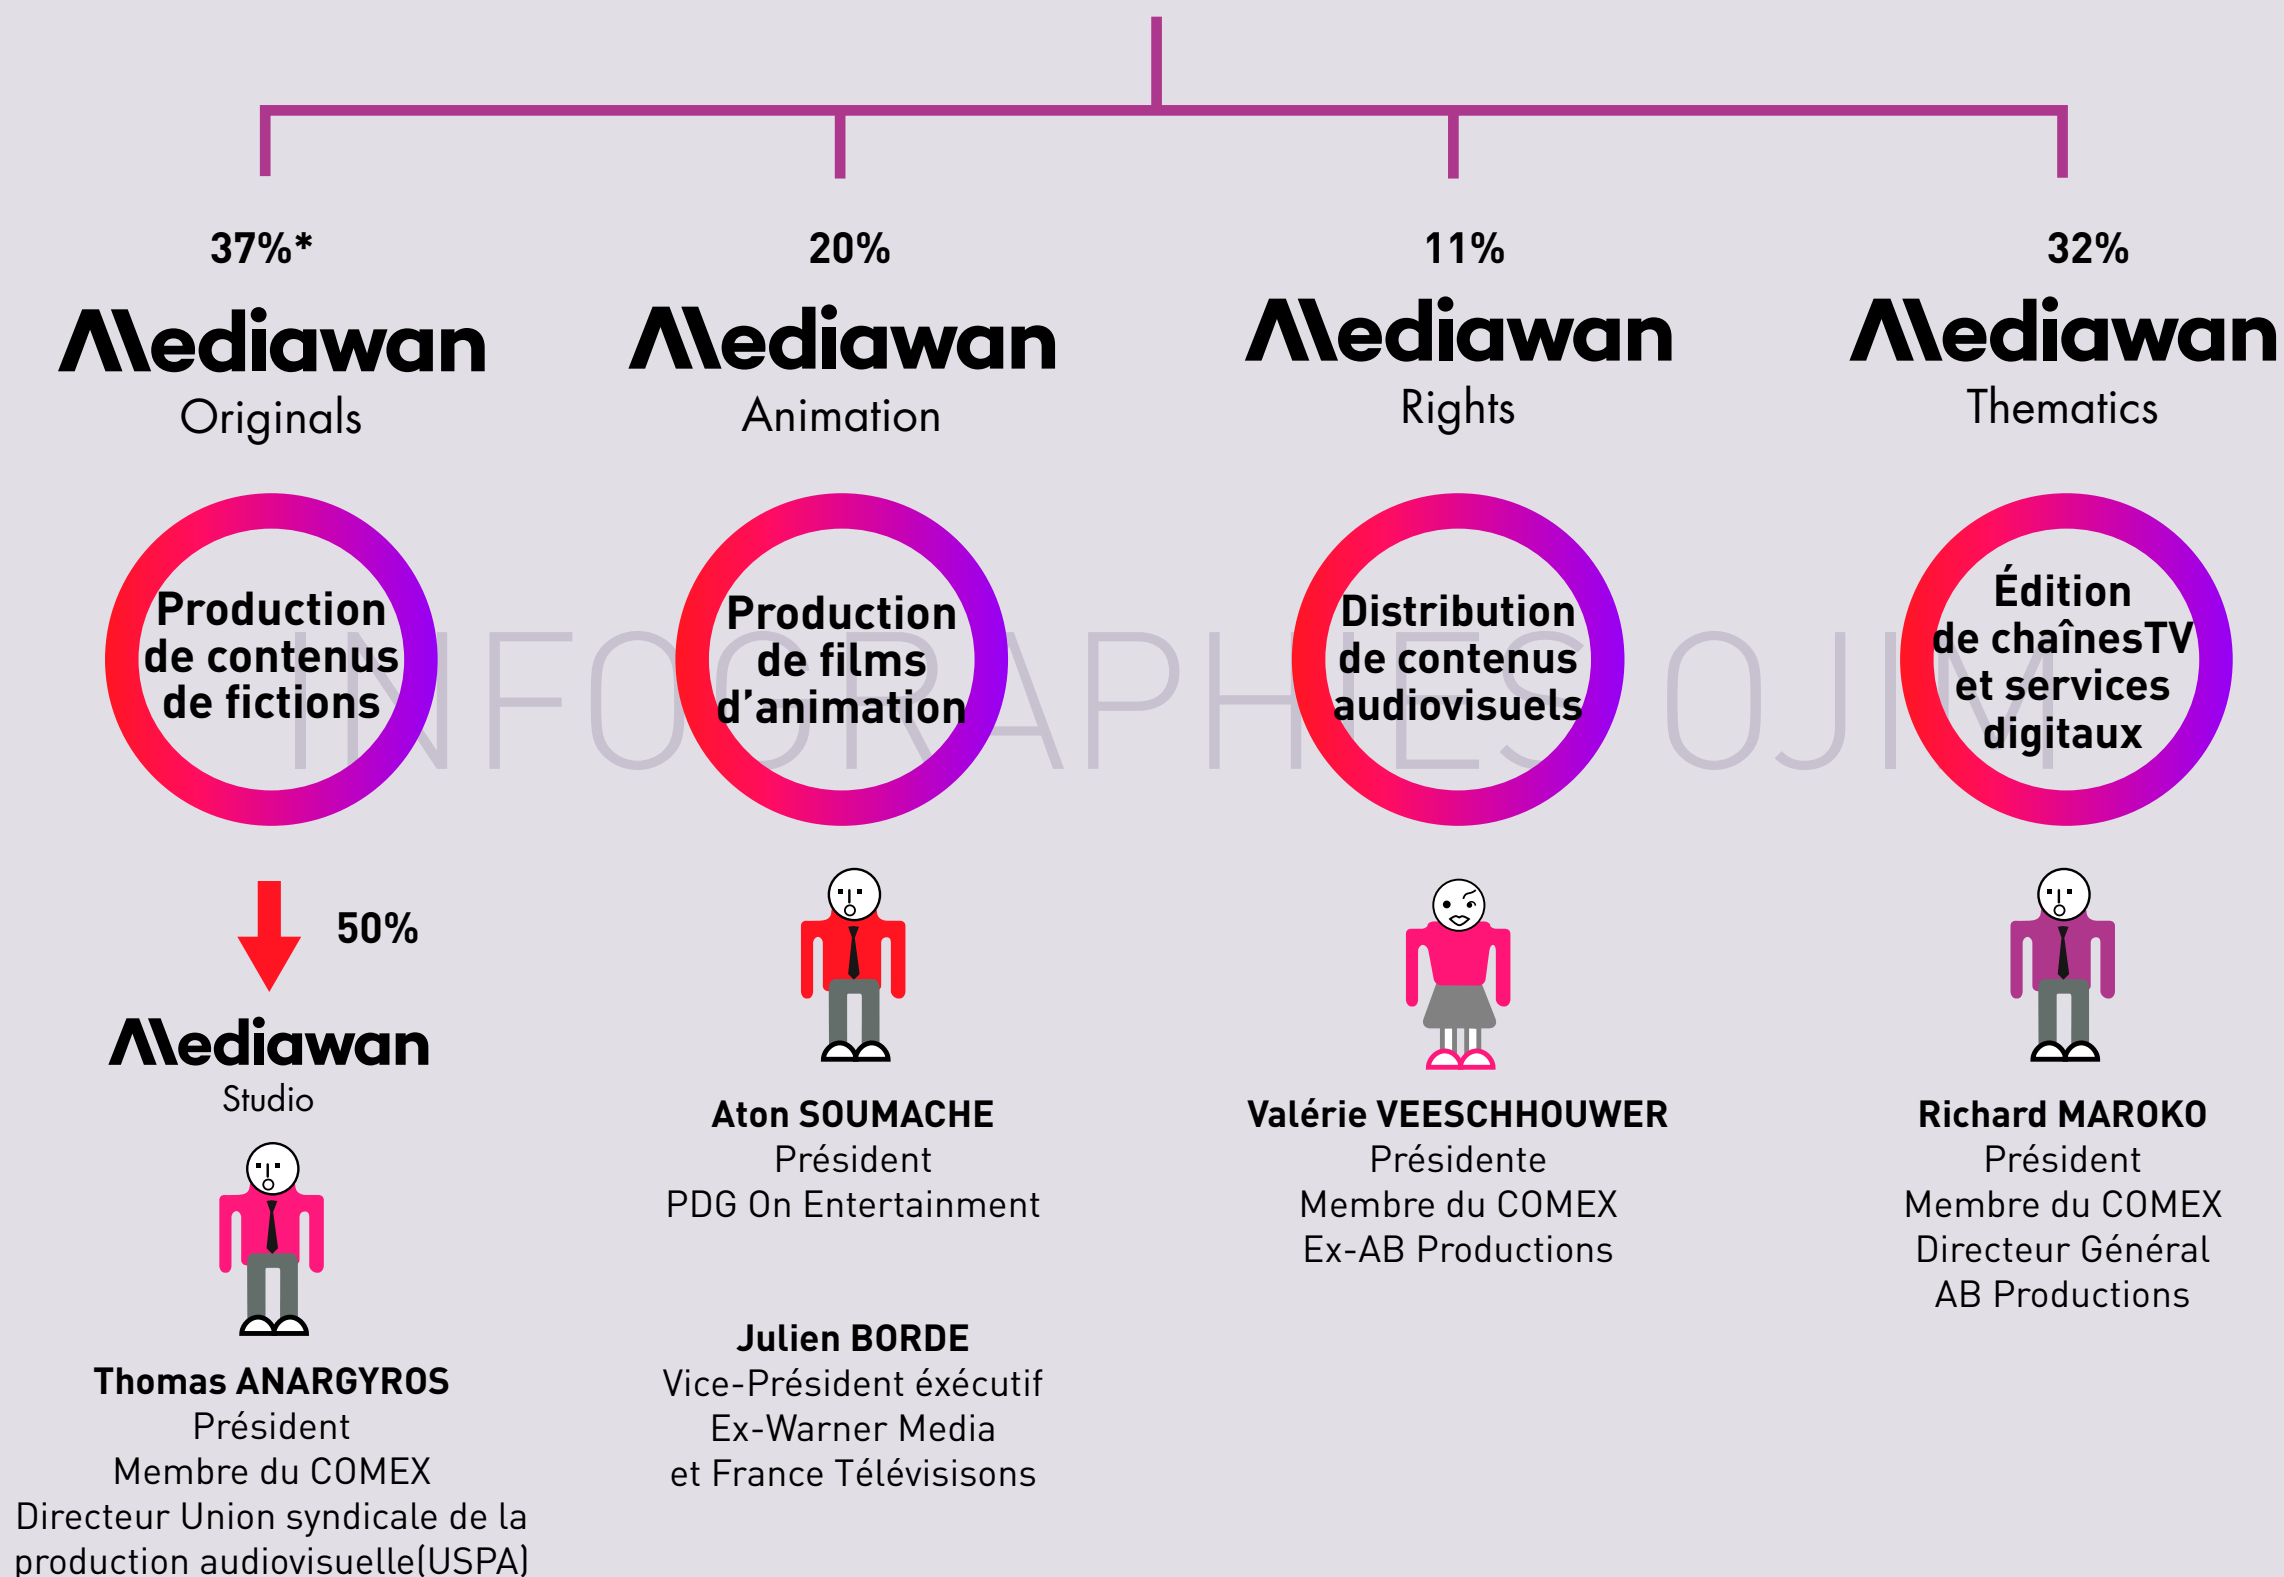 37%*
Mediawan
Originals
Production
de contenus
de fictions
50%
Mediawan
Studio
Thomas ANARGYROS
Président
Membre du COMEX
Directeur Union syndicale de la
production audiovisuelle(USPA)
20%
Mediawan
Animation
Production
de films
d’animation
Aton SOUMACHE
Président
PDG On Entertainment
Julien BORDE
Vice-Président éxécutif
Ex-Warner Media
et France Télévisisons
11%
Mediawan
Rights
Distribution
de contenus
audiovisuels
Valérie VEESCHHOUWER
Présidente
Membre du COMEX
Ex-AB Productions
32%
Mediawan
Thematics
Édition
de chaînesTV
et services
digitaux
Richard MAROKO
Président
Membre du COMEX
Directeur Général
AB Productions
INFOGRAPHIES OJIM